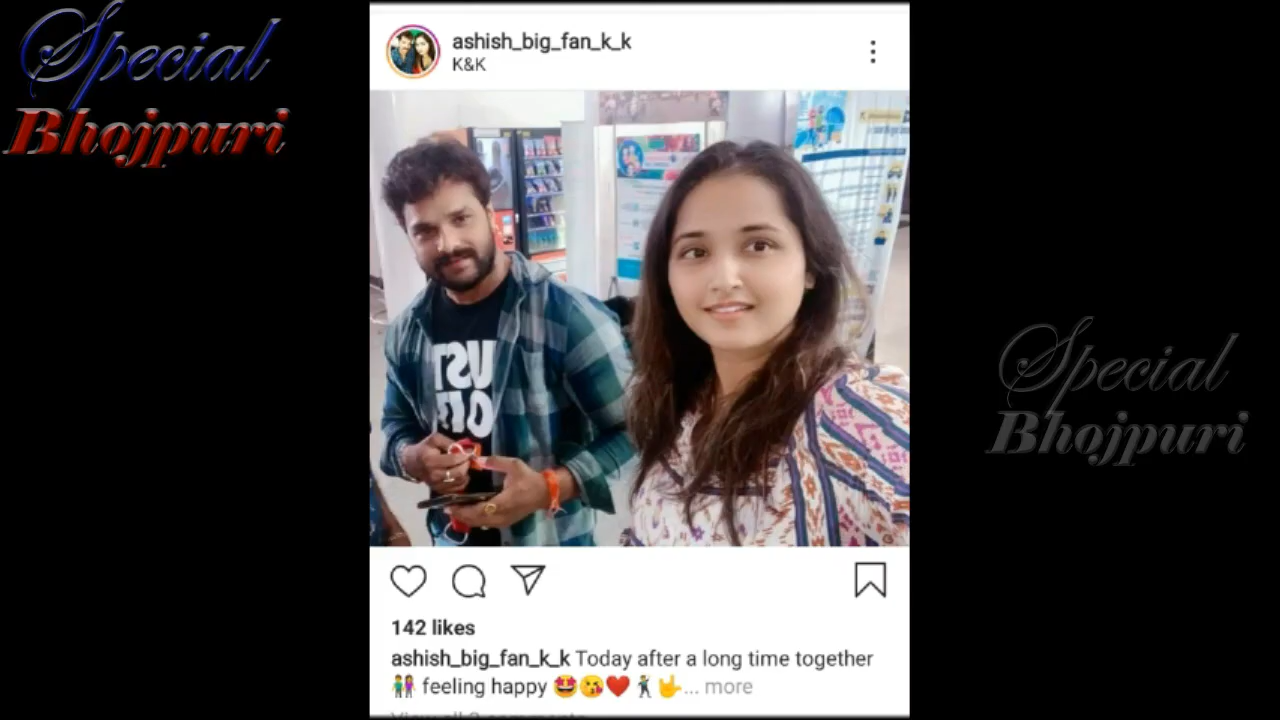 Special
Bhojpuri
ashish_big_fan_k_k
K&K
142 likes
ashish_big_fan_k_k Today after a long time together
👫 feeling happy 🤩😘❤️🕺🤟... more
Special
Bhojpuri